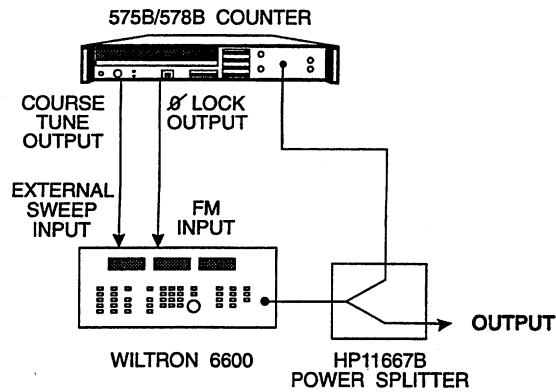 575B/578B COUNTER
COURSE
TUNE
OUTPUT
Ø LOCK
OUTPUT
EXTERNAL
SWEEP
INPUT
FM
INPUT
OUTPUT
WILTRON 6600
HP11667B
POWER SPLITTER